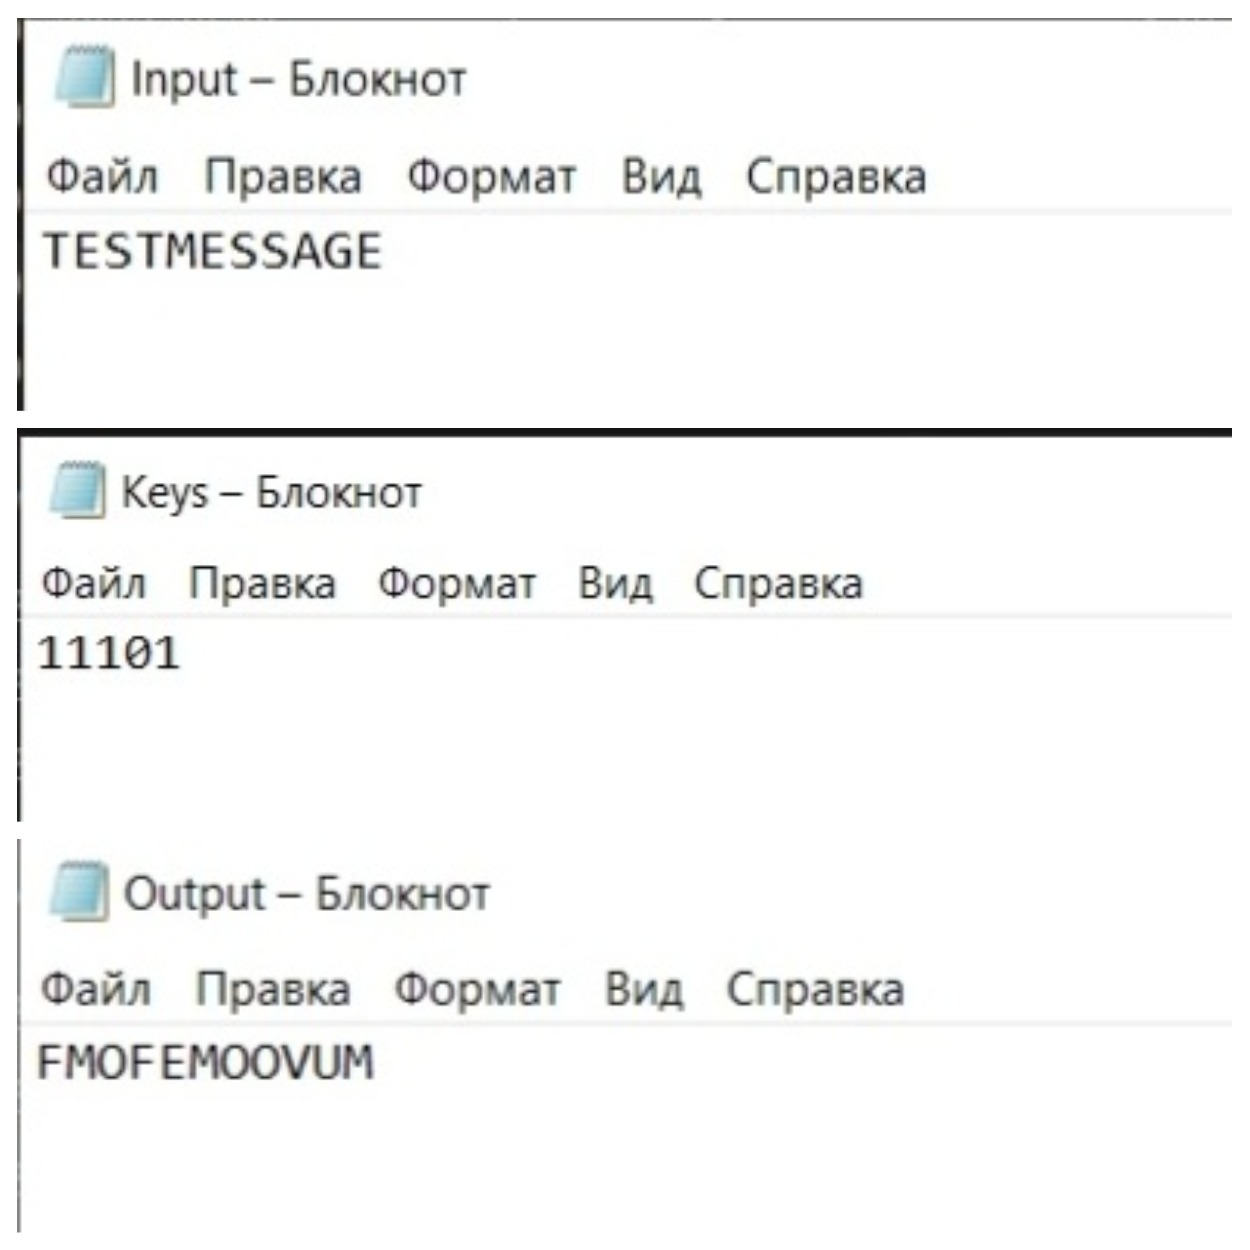 Input – Блокнот
Файл Правка Формат Вид Справка
TESTMESSAGE
Keys – Блокнот
Файл Правка Формат Вид Справка
11101
Output – Блокнот
Файл Правка Формат Вид Справка
FMOFEMOOVUM